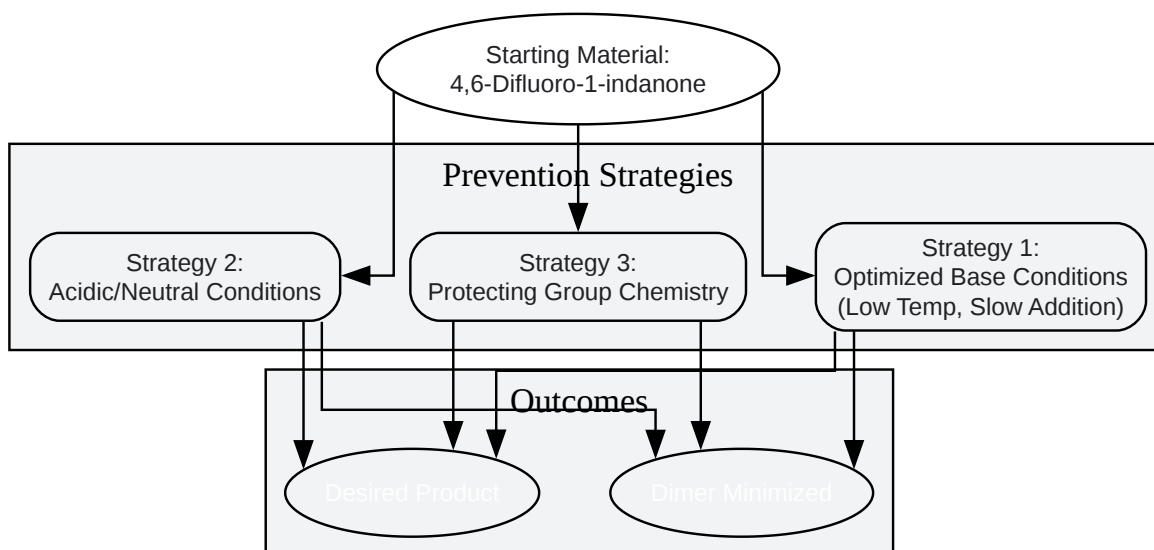 Starting Material:
4,6-Difluoro-1-indanone
Prevention Strategies
Strategy 2:
Acidic/Neutral Conditions
Strategy 3:
Protecting Group Chemistry
Strategy 1:
Optimized Base Conditions
(Low Temp, Slow Addition)
Outcomes
Desired Product
Dimer Minimized